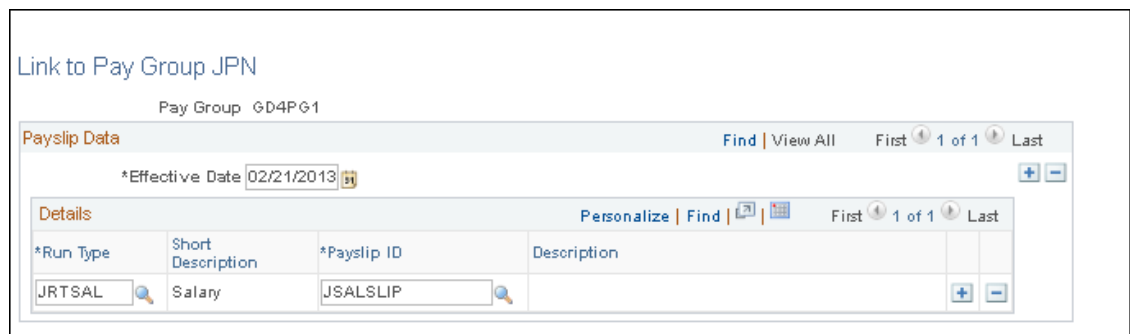 Link to Pay Group JPN
Pay Group GD4PG1
Payslip Data Find | View All First 1 of 1 Last
*Effective Date 02/21/2013
Details Personalize | Find | | First 1 of 1 Last
*Run Type Short Description *Payslip ID Description
JRTSAL Salary JSALSLIP